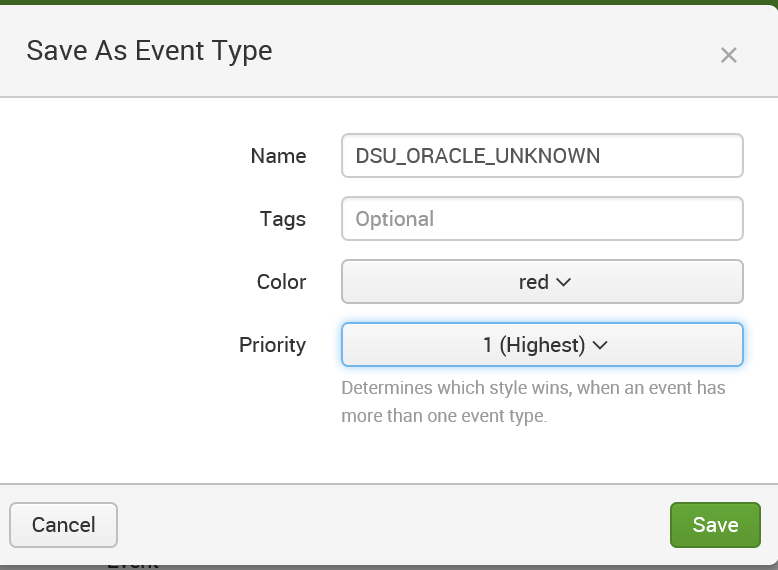 Save As Event Type
×
Name
DSU_ORACLE_UNKNOWN
Tags
Optional
Color
red
Priority
1 (Highest)
Determines which style wins, when an event has
more than one event type.
Cancel
Save
Event